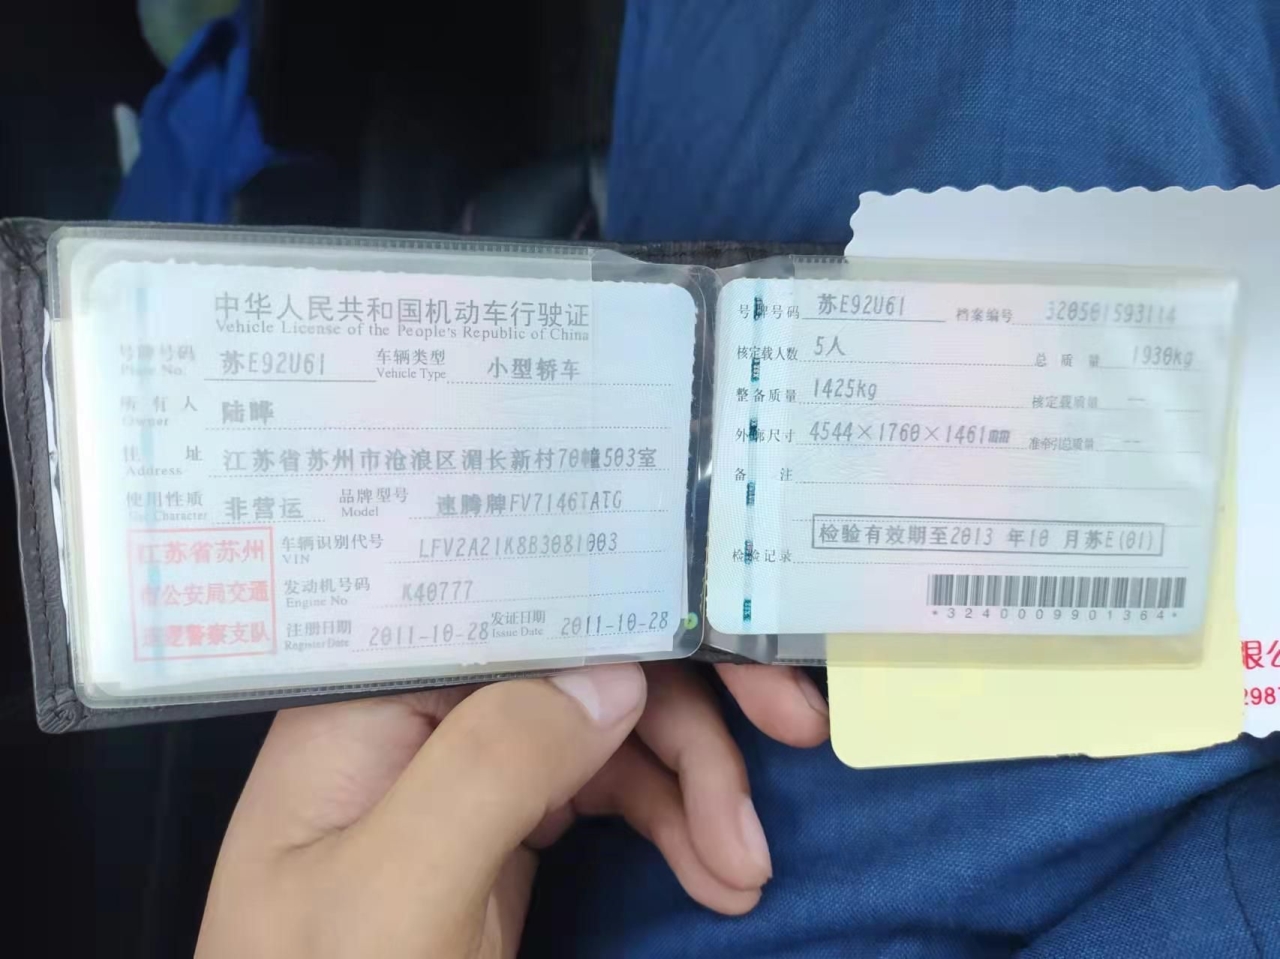 中华人民共和国机动车行驶证
Vehicle License of the People's Republic of China
号牌号码 苏E92U61 车辆类型 小型轿车
Plate No. Vehicle Type
所有人 陆晔
Owner
住址 江苏省苏州市沧浪区湄长新村70幢503室
Address
使用性质 非营运 品牌型号 速腾牌FV7146TATG
Use Character Model
江苏省苏州
市公安局交通
巡逻警察支队
车辆识别代号 LFV2A21K8B3081003
VIN
发动机号码 K40777
Engine No
注册日期 2011-10-28 发证日期 2011-10-28
Register Date Issue Date
号牌号码 苏E92U61 档案编号 320501593114
核定载人数 5人 总质量 1930kg
整备质量 1425kg 核定载质量 —
外廓尺寸 4544×1760×1461mm 准牵引总质量 —
备注
检验有效期至2013 年10 月苏E(01)
检验记录
*3240009901364*
限公
298